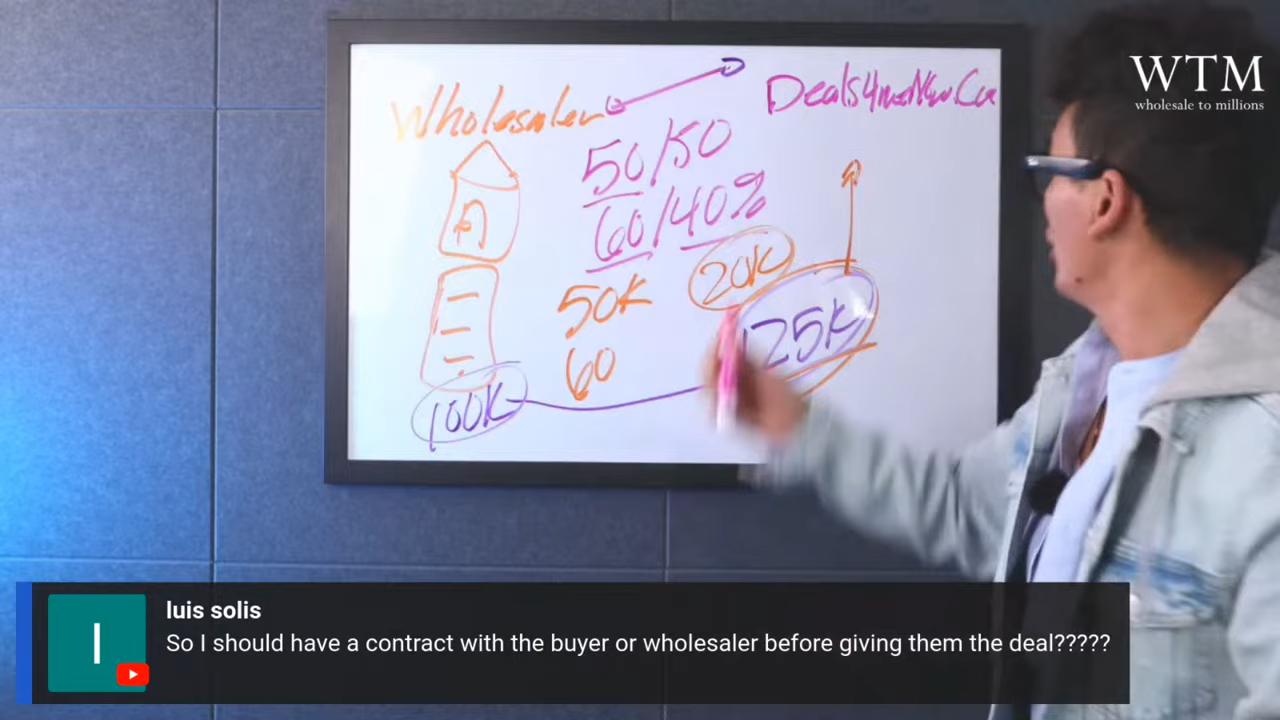 WTM
wholesale to millions
Wholesaler
50/50
60/40%
20K
50K
125K
60
100K
luis solis
So I should have a contract with the buyer or wholesaler before giving them the deal?????